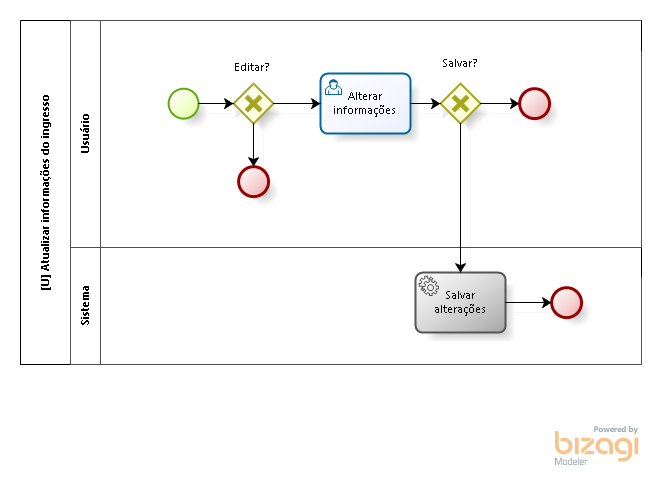 [U] Atualizar informações do ingresso
Usuário
Editar?
Alterar
informações
Salvar?
Sistema
Salvar
alterações
Powered by
bizagi
Modeler